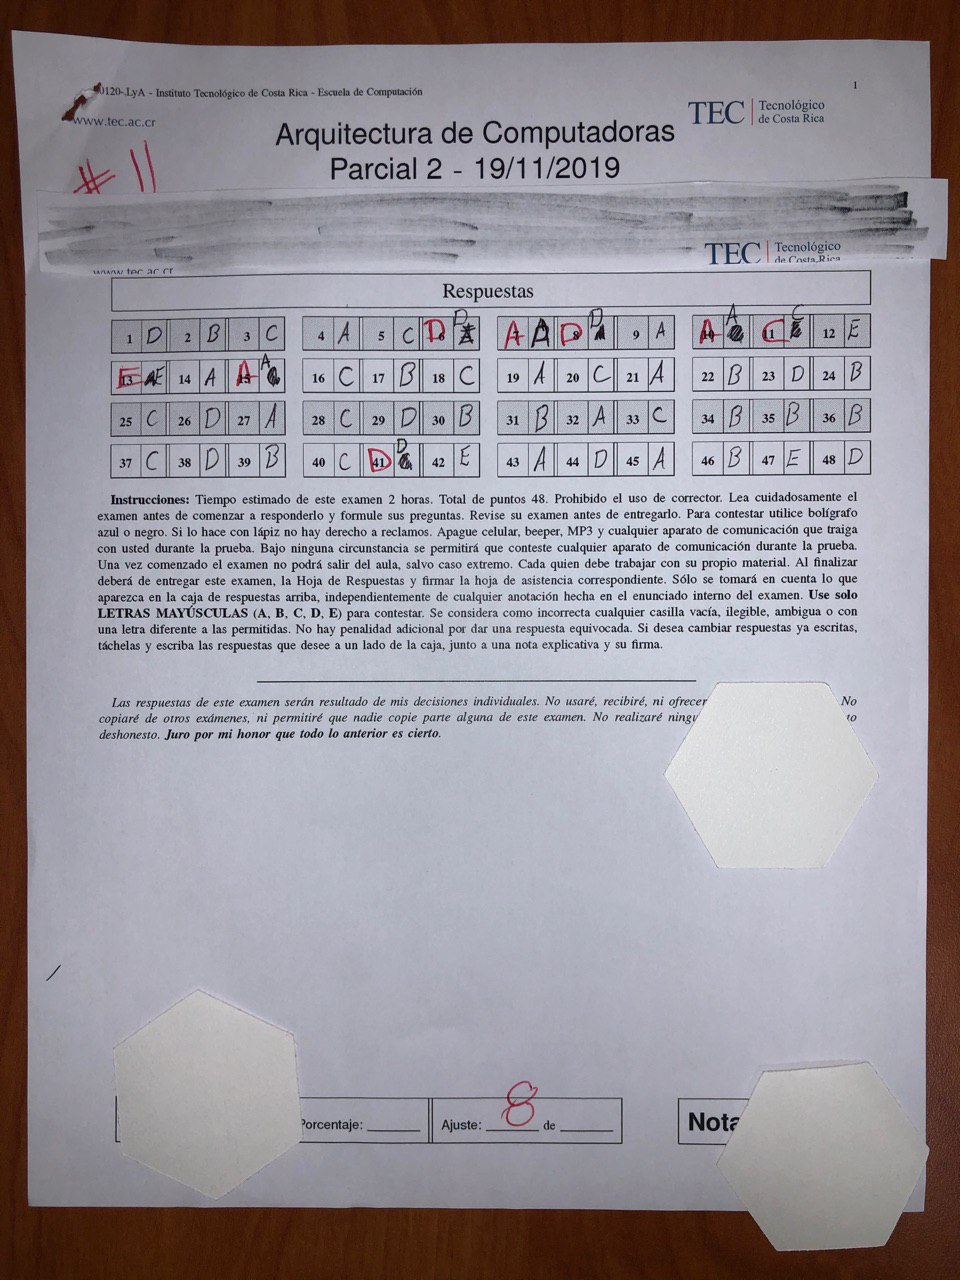 0120-.LyA - Instituto Tecnológico de Costa Rica - Escuela de Computación
1
www.tec.ac.cr
TEC | Tecnológico de Costa Rica
Arquitectura de Computadoras
Parcial 2 - 19/11/2019
# 11
TEC | Tecnológico de Costa Rica
www.tec.ac.cr
Respuestas
1 D 2 B 3 C 4 A 5 C D D 7 A D 8 D D 9 A 10 A A 11 C C 12 E
13 E E 14 A 15 A A 16 C 17 B 18 C 19 A 20 C 21 A 22 B 23 D 24 B
25 C 26 D 27 A 28 C 29 D 30 B 31 B 32 A 33 C 34 B 35 B 36 B
37 C 38 D 39 B 40 C 41 D D 42 E 43 A 44 D 45 A 46 B 47 E 48 D
Instrucciones: Tiempo estimado de este examen 2 horas. Total de puntos 48. Prohibido el uso de corrector. Lea cuidadosamente el
examen antes de comenzar a responderlo y formule sus preguntas. Revise su examen antes de entregarlo. Para contestar utilice bolígrafo
azul o negro. Si lo hace con lápiz no hay derecho a reclamos. Apague celular, beeper, MP3 y cualquier aparato de comunicación que traiga
con usted durante la prueba. Bajo ninguna circunstancia se permitirá que conteste cualquier aparato de comunicación durante la prueba.
Una vez comenzado el examen no podrá salir del aula, salvo caso extremo. Cada quien debe trabajar con su propio material. Al finalizar
deberá de entregar este examen, la Hoja de Respuestas y firmar la hoja de asistencia correspondiente. Sólo se tomará en cuenta lo que
aparezca en la caja de respuestas arriba, independientemente de cualquier anotación hecha en el enunciado interno del examen. Use solo
LETRAS MAYÚSCULAS (A, B, C, D, E) para contestar. Se considera como incorrecta cualquier casilla vacía, ilegible, ambigua o con
una letra diferente a las permitidas. No hay penalidad adicional por dar una respuesta equivocada. Si desea cambiar respuestas ya escritas,
táchelas y escriba las respuestas que desee a un lado de la caja, junto a una nota explicativa y su firma.
Las respuestas de este examen serán resultado de mis decisiones individuales. No usaré, recibiré, ni ofrecer No
copiaré de otros exámenes, ni permitiré que nadie copie parte alguna de este examen. No realizaré ningu to
deshonesto. Juro por mi honor que todo lo anterior es cierto.
Porcentaje: ______ Ajuste: 8 de ______ Nota